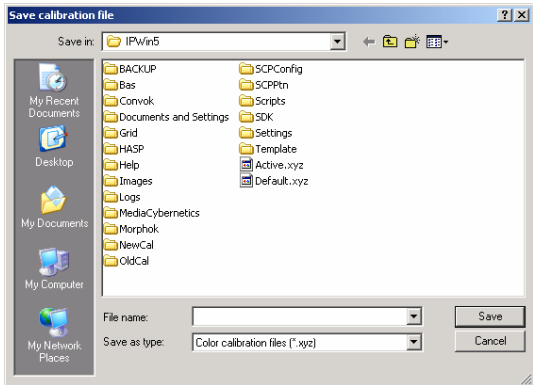 Save calibration file
Save in:
IPWin5
My Recent
Documents
Desktop
My Documents
My Computer
My Network
Places
BACKUP
Bas
Convok
Documents and Settings
Grid
HASP
Help
Images
Logs
MediaCybernetics
Morphok
NewCal
OldCal
SCPConfig
SCPPtn
Scripts
SDK
Settings
Template
Active.xyz
Default.xyz
File name:
Save
Save as type:
Color calibration files (*.xyz)
Cancel